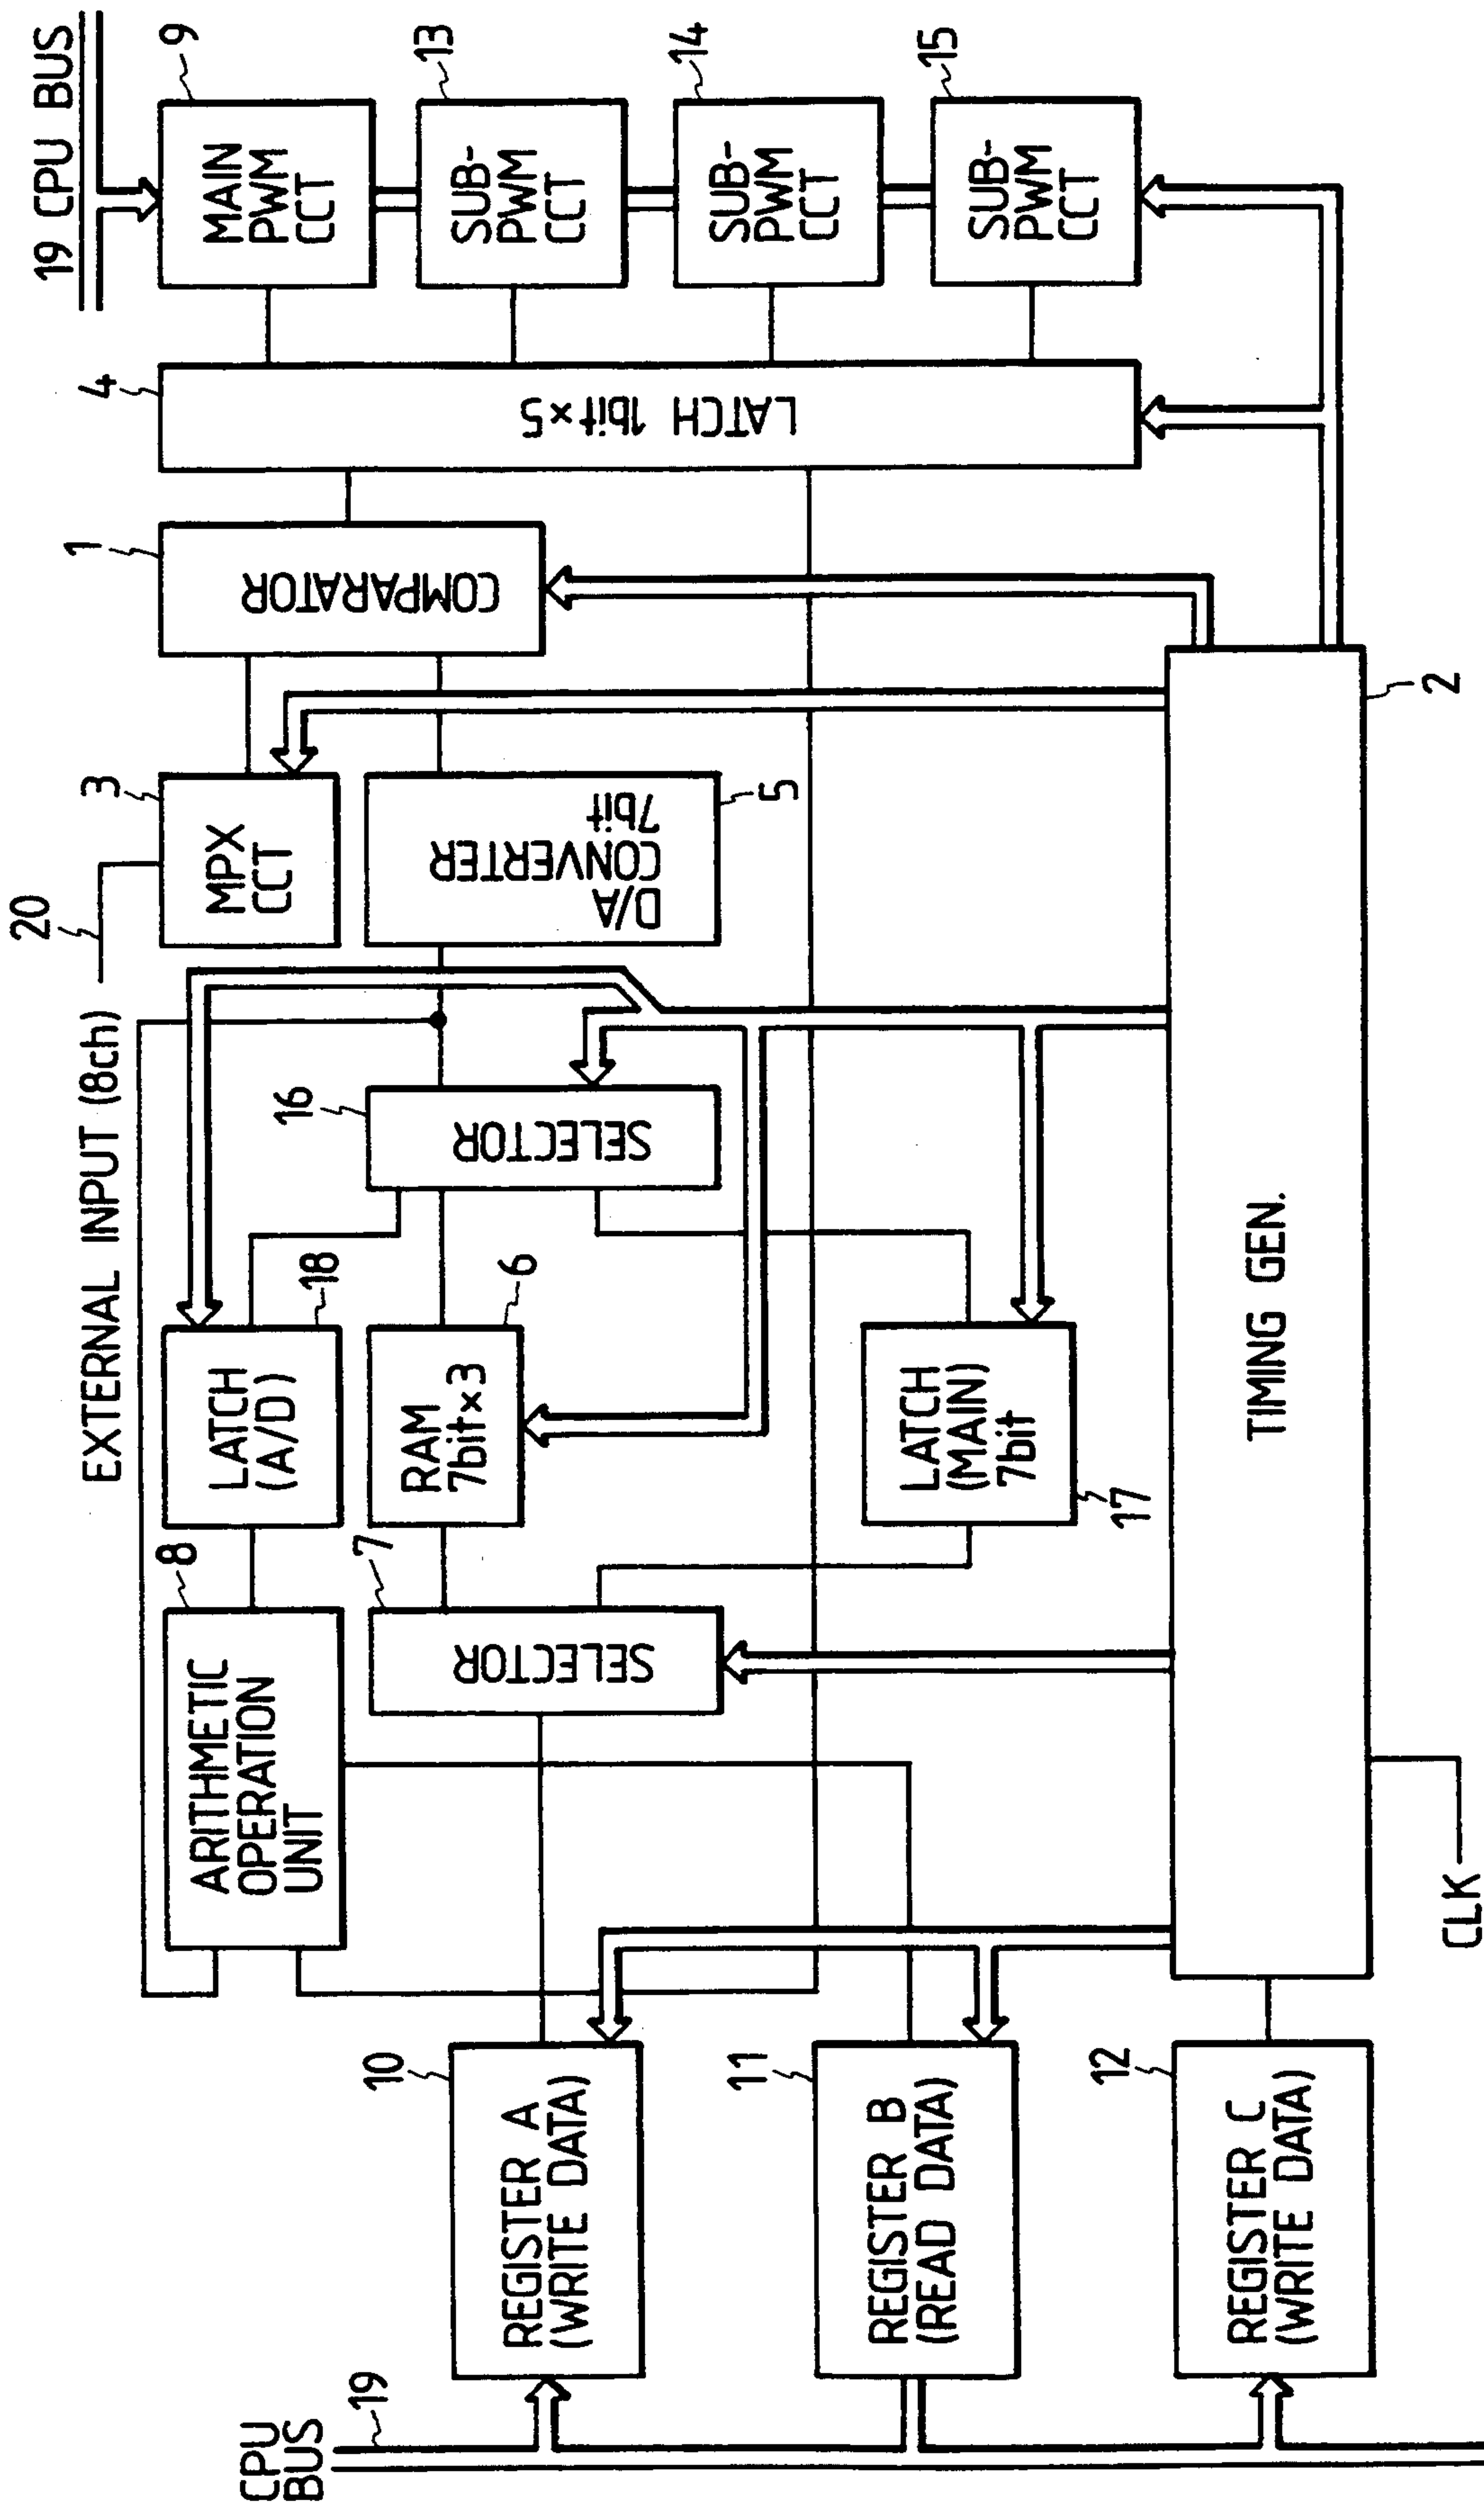 19 CPU BUS
9
MAIN
PWM
CCT
13
SUB-
PWM
CCT
14
SUB-
PWM
CCT
15
SUB-
PWM
CCT
4
LATCH 1bit×5
1
COMPARATOR
20
3
MPX
CCT
5
D/A
CONVERTER
7bit
2
EXTERNAL INPUT (8ch)
16
SELECTOR
18
LATCH
(A/D)
6
RAM
7bit×3
17
LATCH
(MAIN)
7bit
TIMING GEN.
8
ARITHMETIC
OPERATION
UNIT
7
SELECTOR
CLK
10
REGISTER A
(WRITE DATA)
11
REGISTER B
(READ DATA)
12
REGISTER C
(WRITE DATA)
CPU
BUS
19